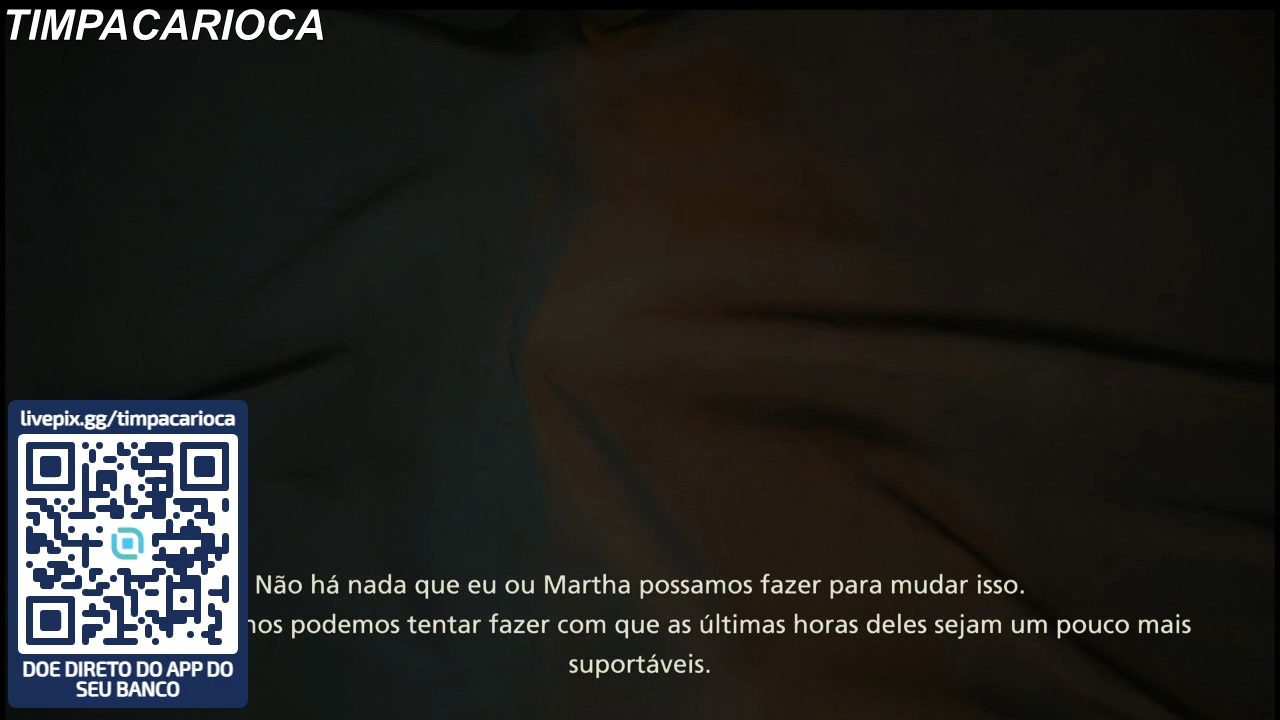 TIMPACARIOCA
livepix.gg/timpacarioca
DOE DIRETO DO APP DO
SEU BANCO
Não há nada que eu ou Martha possamos fazer para mudar isso.
podemos tentar fazer com que as últimas horas deles sejam um pouco mais
suportáveis.